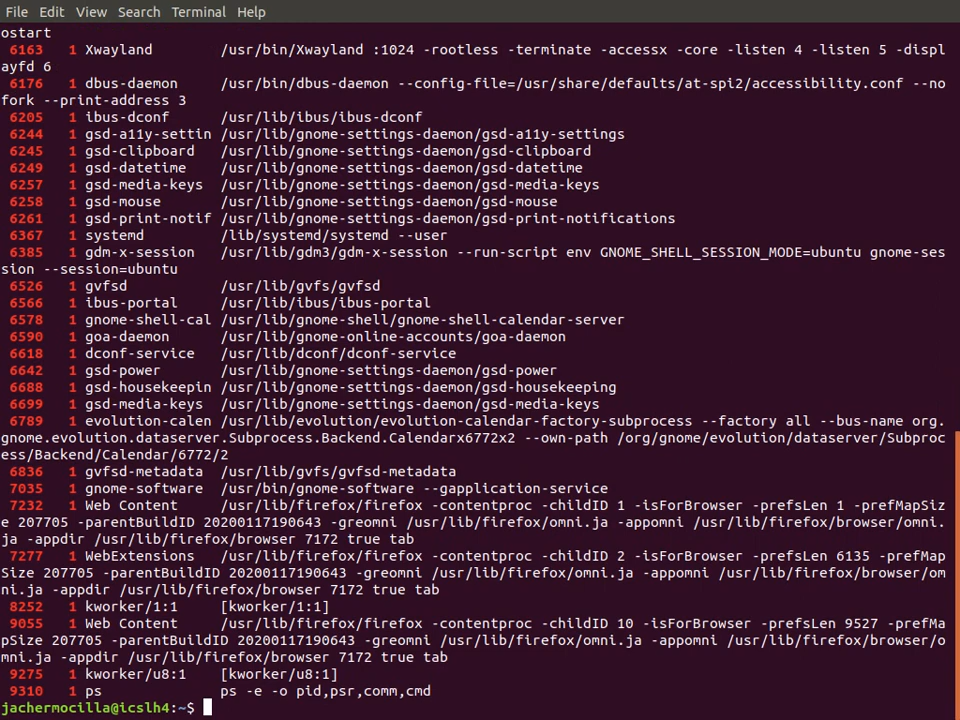 File Edit View Search Terminal Help
ostart
6163 1 Xwayland /usr/bin/Xwayland :1024 -rootless -terminate -accessx -core -listen 4 -listen 5 -displ
ayfd 6
6176 1 dbus-daemon /usr/bin/dbus-daemon --config-file=/usr/share/defaults/at-spi2/accessibility.conf --no
fork --print-address 3
6205 1 ibus-dconf /usr/lib/ibus/ibus-dconf
6244 1 gsd-a11y-settin /usr/lib/gnome-settings-daemon/gsd-a11y-settings
6245 1 gsd-clipboard /usr/lib/gnome-settings-daemon/gsd-clipboard
6249 1 gsd-datetime /usr/lib/gnome-settings-daemon/gsd-datetime
6257 1 gsd-media-keys /usr/lib/gnome-settings-daemon/gsd-media-keys
6258 1 gsd-mouse /usr/lib/gnome-settings-daemon/gsd-mouse
6261 1 gsd-print-notif /usr/lib/gnome-settings-daemon/gsd-print-notifications
6367 1 systemd /lib/systemd/systemd --user
6385 1 gdm-x-session /usr/lib/gdm3/gdm-x-session --run-script env GNOME_SHELL_SESSION_MODE=ubuntu gnome-ses
sion --session=ubuntu
6526 1 gvfsd /usr/lib/gvfs/gvfsd
6566 1 ibus-portal /usr/lib/ibus/ibus-portal
6578 1 gnome-shell-cal /usr/lib/gnome-shell/gnome-shell-calendar-server
6590 1 goa-daemon /usr/lib/gnome-online-accounts/goa-daemon
6618 1 dconf-service /usr/lib/dconf/dconf-service
6642 1 gsd-power /usr/lib/gnome-settings-daemon/gsd-power
6688 1 gsd-housekeepin /usr/lib/gnome-settings-daemon/gsd-housekeeping
6699 1 gsd-media-keys /usr/lib/gnome-settings-daemon/gsd-media-keys
6789 1 evolution-calen /usr/lib/evolution/evolution-calendar-factory-subprocess --factory all --bus-name org.
gnome.evolution.dataserver.Subprocess.Backend.Calendarx6772x2 --own-path /org/gnome/evolution/dataserver/Subproc
ess/Backend/Calendar/6772/2
6836 1 gvfsd-metadata /usr/lib/gvfs/gvfsd-metadata
7035 1 gnome-software /usr/bin/gnome-software --gapplication-service
7232 1 Web Content /usr/lib/firefox/firefox -contentproc -childID 1 -isForBrowser -prefsLen 1 -prefMapSiz
e 207705 -parentBuildID 20200117190643 -greomni /usr/lib/firefox/omni.ja -appomni /usr/lib/firefox/browser/omni.
ja -appdir /usr/lib/firefox/browser 7172 true tab
7277 1 WebExtensions /usr/lib/firefox/firefox -contentproc -childID 2 -isForBrowser -prefsLen 6135 -prefMap
Size 207705 -parentBuildID 20200117190643 -greomni /usr/lib/firefox/omni.ja -appomni /usr/lib/firefox/browser/om
ni.ja -appdir /usr/lib/firefox/browser 7172 true tab
8252 1 kworker/1:1 [kworker/1:1]
9055 1 Web Content /usr/lib/firefox/firefox -contentproc -childID 10 -isForBrowser -prefsLen 9527 -prefMa
pSize 207705 -parentBuildID 20200117190643 -greomni /usr/lib/firefox/omni.ja -appomni /usr/lib/firefox/browser/o
mni.ja -appdir /usr/lib/firefox/browser 7172 true tab
9275 1 kworker/u8:1 [kworker/u8:1]
9310 1 ps ps -e -o pid,psr,comm,cmd
jachermocilla@icslh4:~$